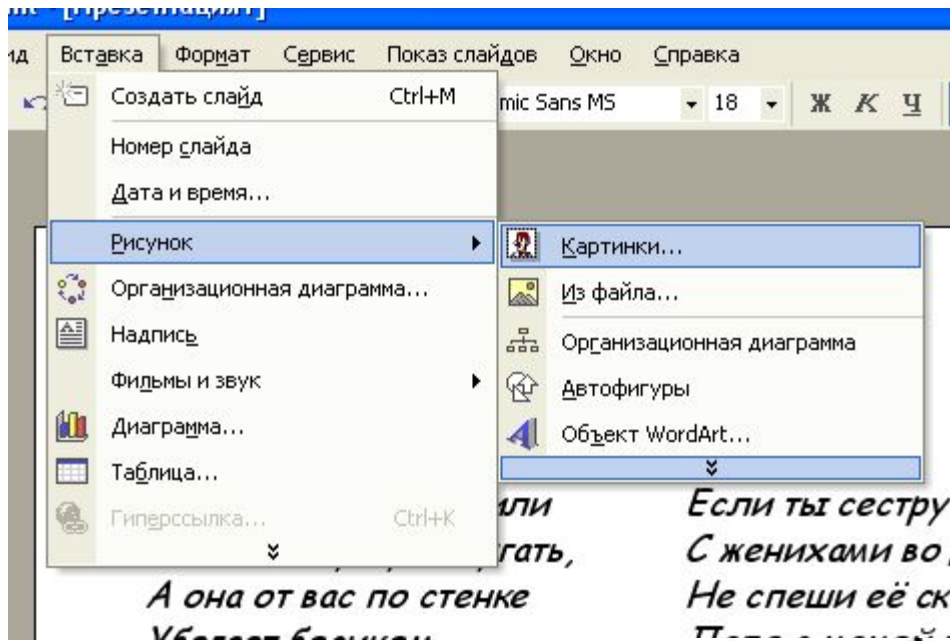 [Презентация1]
Вставка Формат Сервис Показ слайдов Окно Справка
Создать слайд Ctrl+M
mic Sans MS 18 Ж К Ч
Номер слайда
Дата и время...
Рисунок
Картинки...
Организационная диаграмма...
Из файла...
Надпись
Организационная диаграмма
Фильмы и звук
Автофигуры
Диаграмма...
Объект WordArt...
Таблица...
Гиперссылка... Ctrl+K
или
гать,
А она от вас по стенке
Если ты сестру
С женихами во
Не спеши её ск